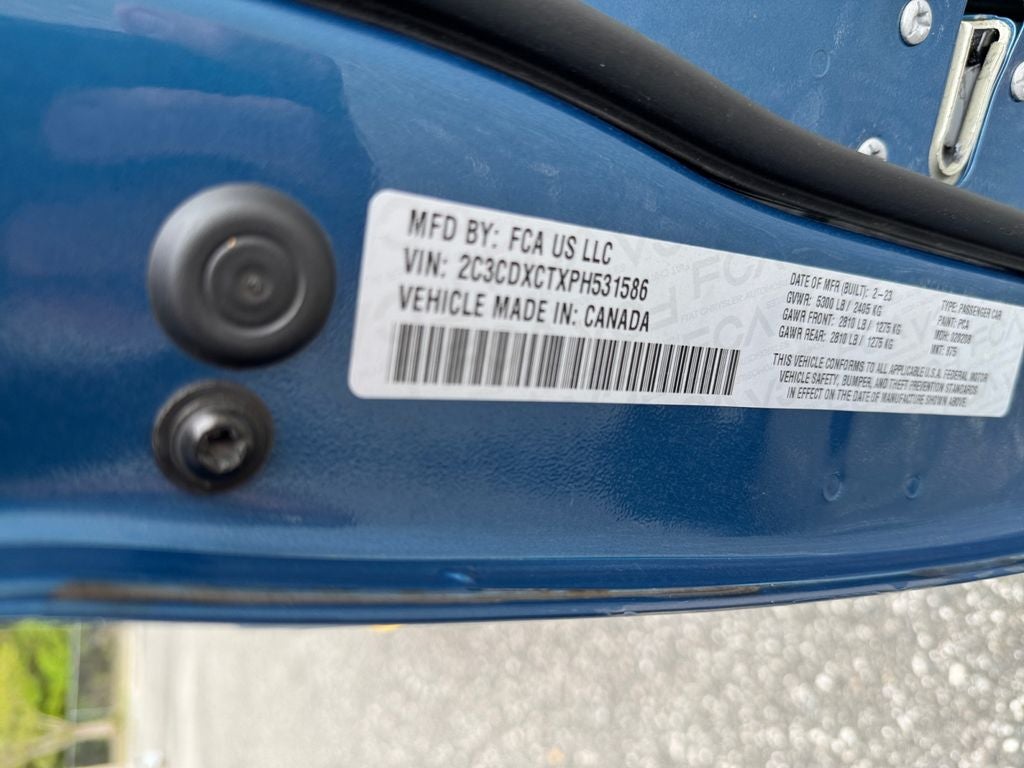 MFD BY: FCA US LLC
VIN: 2C3CDXCTXPH531586
VEHICLE MADE IN: CANADA
DATE OF MFR (BUILT): 2-23
GVWR: 5300 LB / 2405 KG
GAWR FRONT: 2810 LB / 1275 KG
GAWR REAR: 2810 LB / 1275 KG
TYPE: PASSENGER CAR
PAINT: PCA
MDH: 020209
THIS VEHICLE CONFORMS TO ALL APPLICABLE U.S.A. FEDERAL MOTOR
VEHICLE SAFETY, BUMPER, AND THEFT PREVENTION STANDARDS
IN EFFECT ON THE DATE OF MANUFACTURE SHOWN ABOVE: